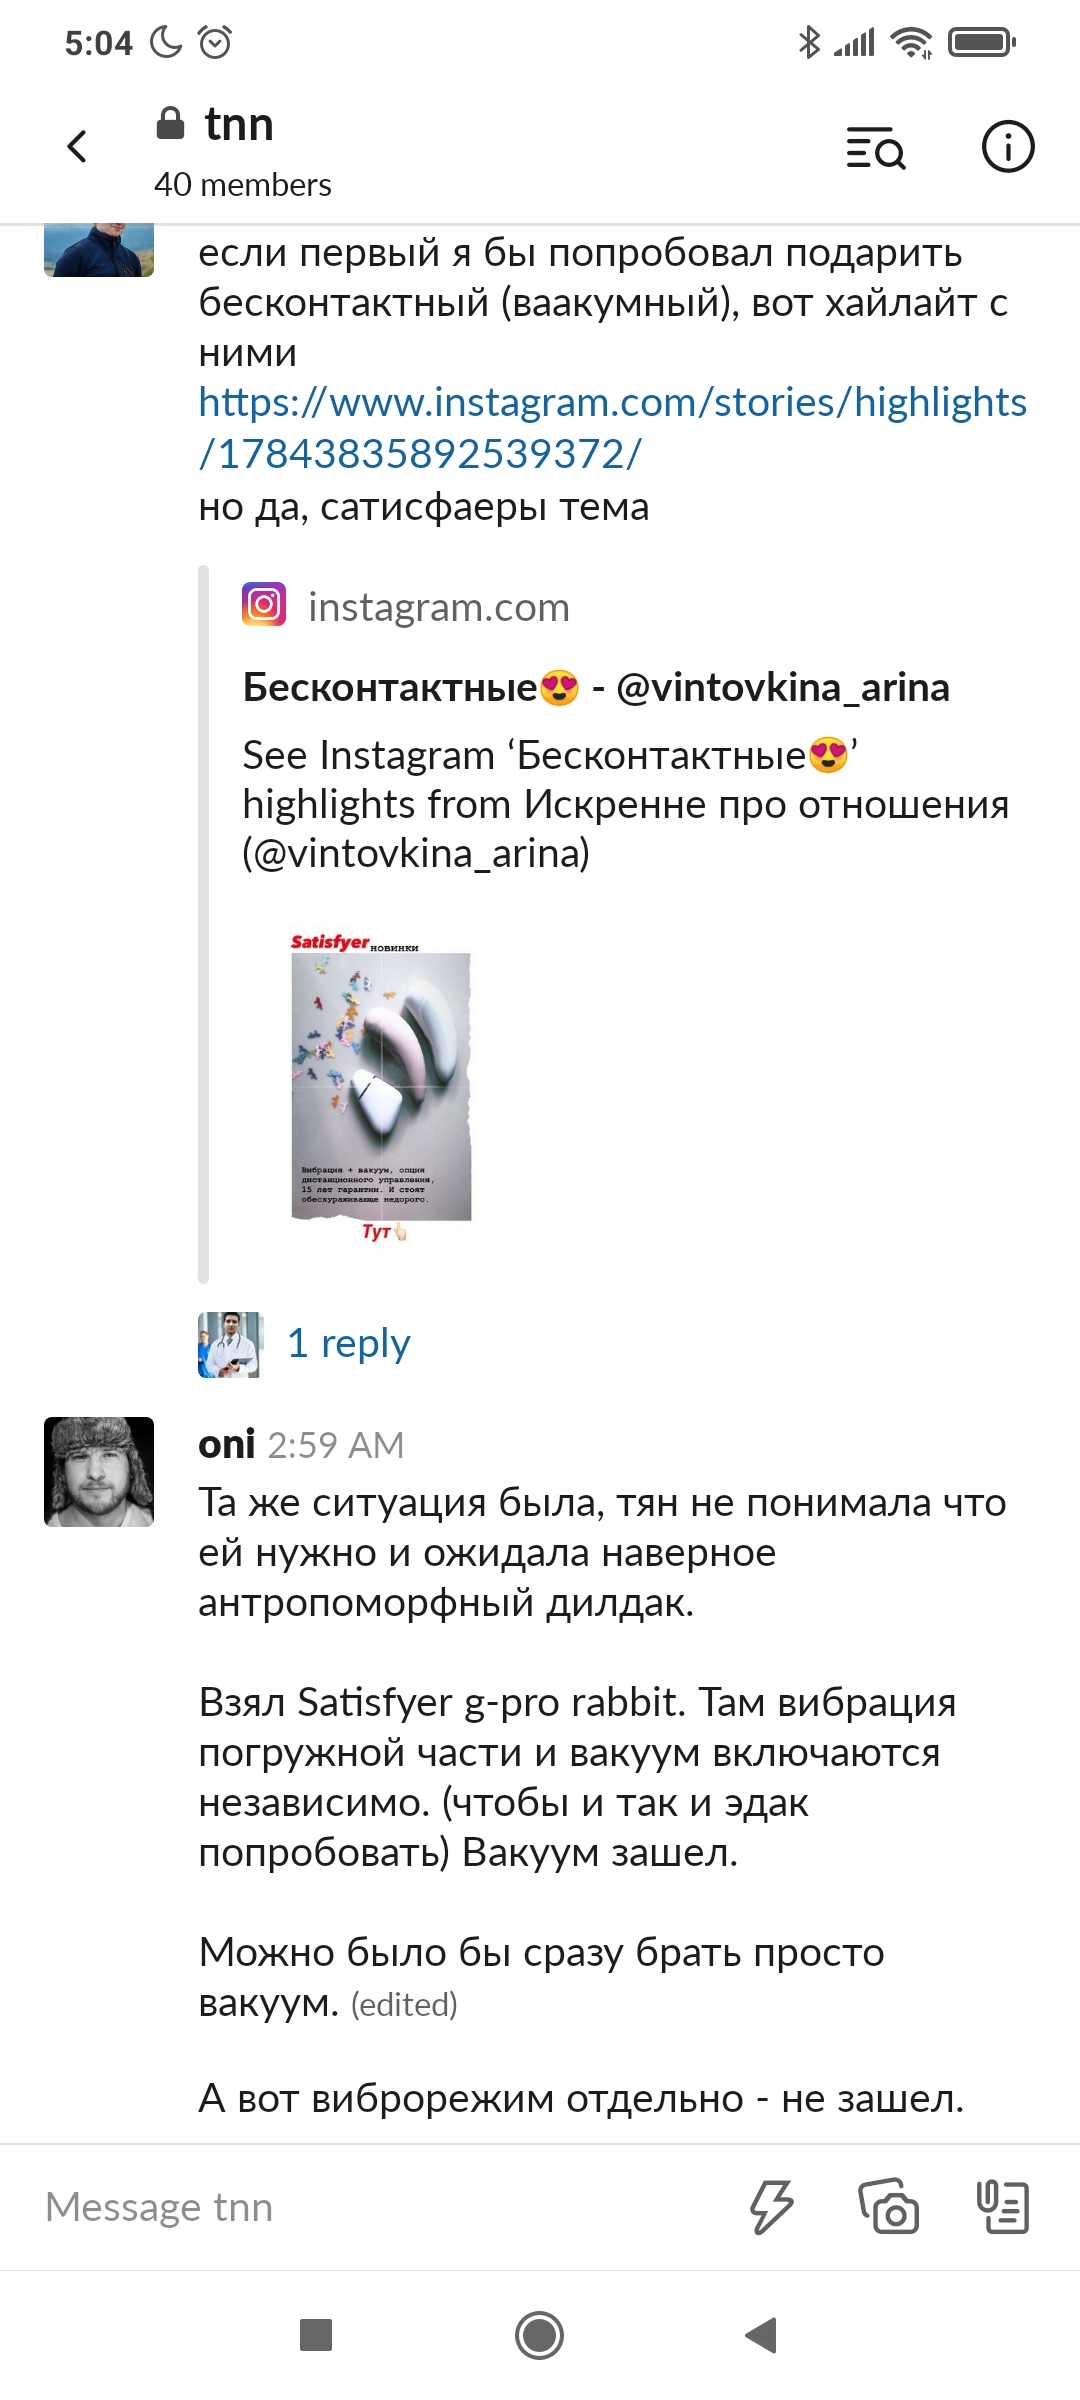 5:04
tnn
40 members
если первый я бы попробовал подарить
бесконтактный (ваакумный), вот хайлайт с
ними
https://www.instagram.com/stories/highlights
/17843835892539372/
но да, сатисфаеры тема
instagram.com
Бесконтактные😍 - @vintovkina_arina
See Instagram ‘Бесконтактные😍’
highlights from Искренне про отношения
(@vintovkina_arina)
Satisfyer новинки
Вибрация + вакуум, опция
дистанционного управления,
15 лет гарантии. И стоят
обескураживающе недорого.
Тут👆🏻
1 reply
oni 2:59 AM
Та же ситуация была, тян не понимала что
ей нужно и ожидала наверное
антропоморфный дилдак.
Взял Satisfyer g-pro rabbit. Там вибрация
погружной части и вакуум включаются
независимо. (чтобы и так и эдак
попробовать) Вакуум зашел.
Можно было бы сразу брать просто
вакуум. (edited)
А вот виброрежим отдельно - не зашел.
Message tnn